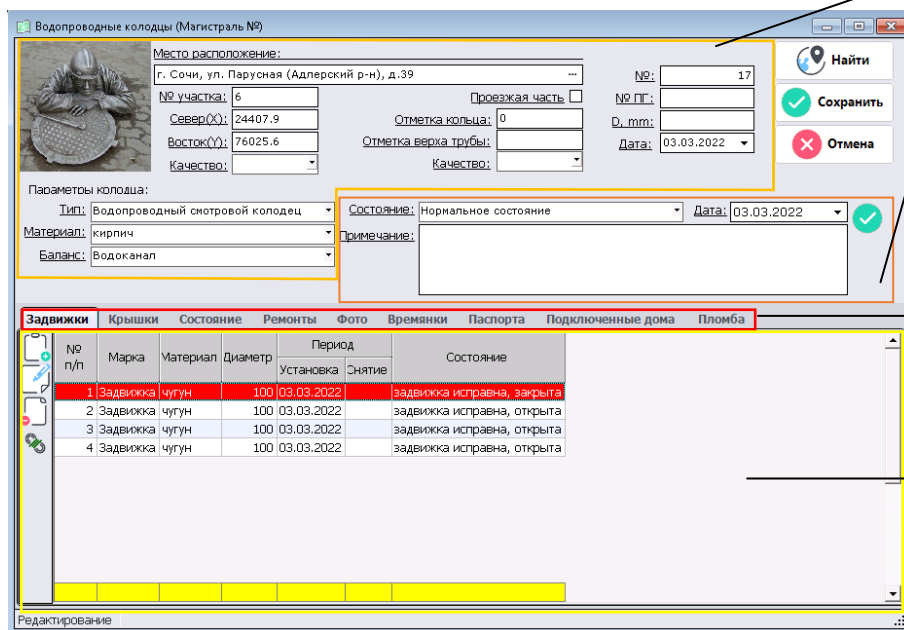 Водопроводные колодцы (Магистраль №)
Место расположение:
г. Сочи, ул. Парусная (Адлерский р-н), д.39 ...
№: 17
Найти
№ участка: 6
Проезжая часть
№ ПГ:
Сохранить
Север(X): 24407.9
Отметка кольца: 0
D, mm:
Восток(Y): 76025.6
Отметка верха трубы:
Дата: 03.03.2022
Отмена
Качество:
Качество:
Параметры колодца:
Тип: Водопроводный смотровой колодец
Состояние: Нормальное состояние
Дата: 03.03.2022
Материал: кирпич
Примечание:
Баланс: Водоканал
Задвижки Крышки Состояние Ремонты Фото Времянки Паспорта Подключенные дома Пломба
№ п/п Марка Материал Диаметр Период Состояние
Установка Снятие
1 Задвижка чугун 100 03.03.2022 задвижка исправна, закрыта
2 Задвижка чугун 100 03.03.2022 задвижка исправна, открыта
3 Задвижка чугун 100 03.03.2022 задвижка исправна, открыта
4 Задвижка чугун 100 03.03.2022 задвижка исправна, открыта
Редактирование